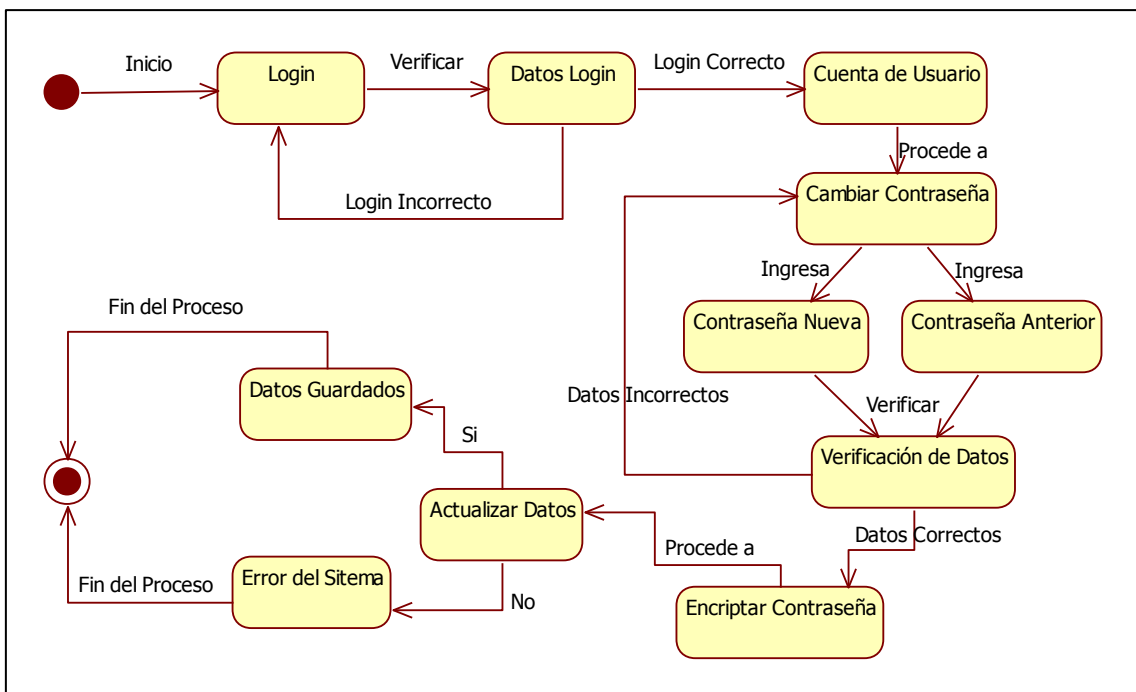 Inicio
Login
Verificar
Datos Login
Login Correcto
Cuenta de Usuario
Procede a
Login Incorrecto
Cambiar Contraseña
Ingresa
Ingresa
Fin del Proceso
Contraseña Nueva
Contraseña Anterior
Datos Guardados
Datos Incorrectos
Verificar
Si
Verificación de Datos
Actualizar Datos
Datos Correctos
Procede a
Error del Sitema
Fin del Proceso
No
Encriptar Contraseña